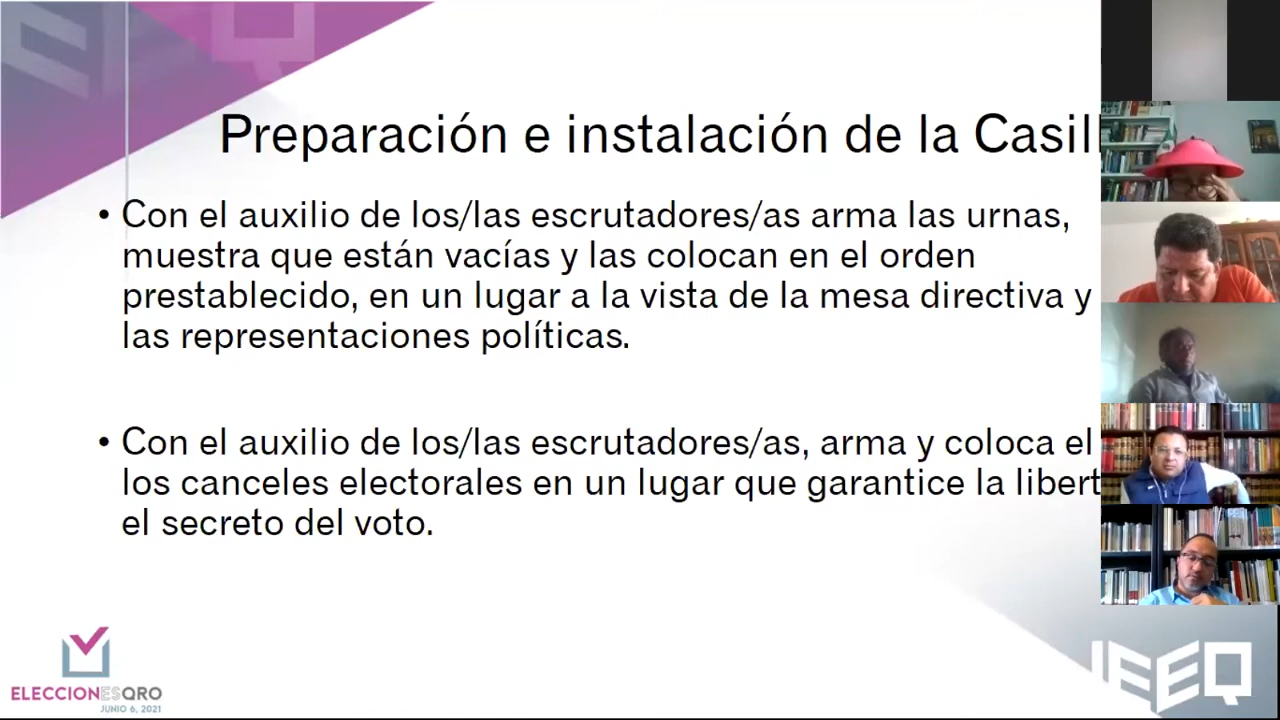 Preparación e instalación de la Casil
• Con el auxilio de los/las escrutadores/as arma las urnas,
muestra que están vacías y las colocan en el orden
prestablecido, en un lugar a la vista de la mesa directiva y
las representaciones políticas.
• Con el auxilio de los/las escrutadores/as, arma y coloca el
los canceles electorales en un lugar que garantice la libert
el secreto del voto.
ELECCIONESQRO
JUNIO 6, 2021
IEEQ